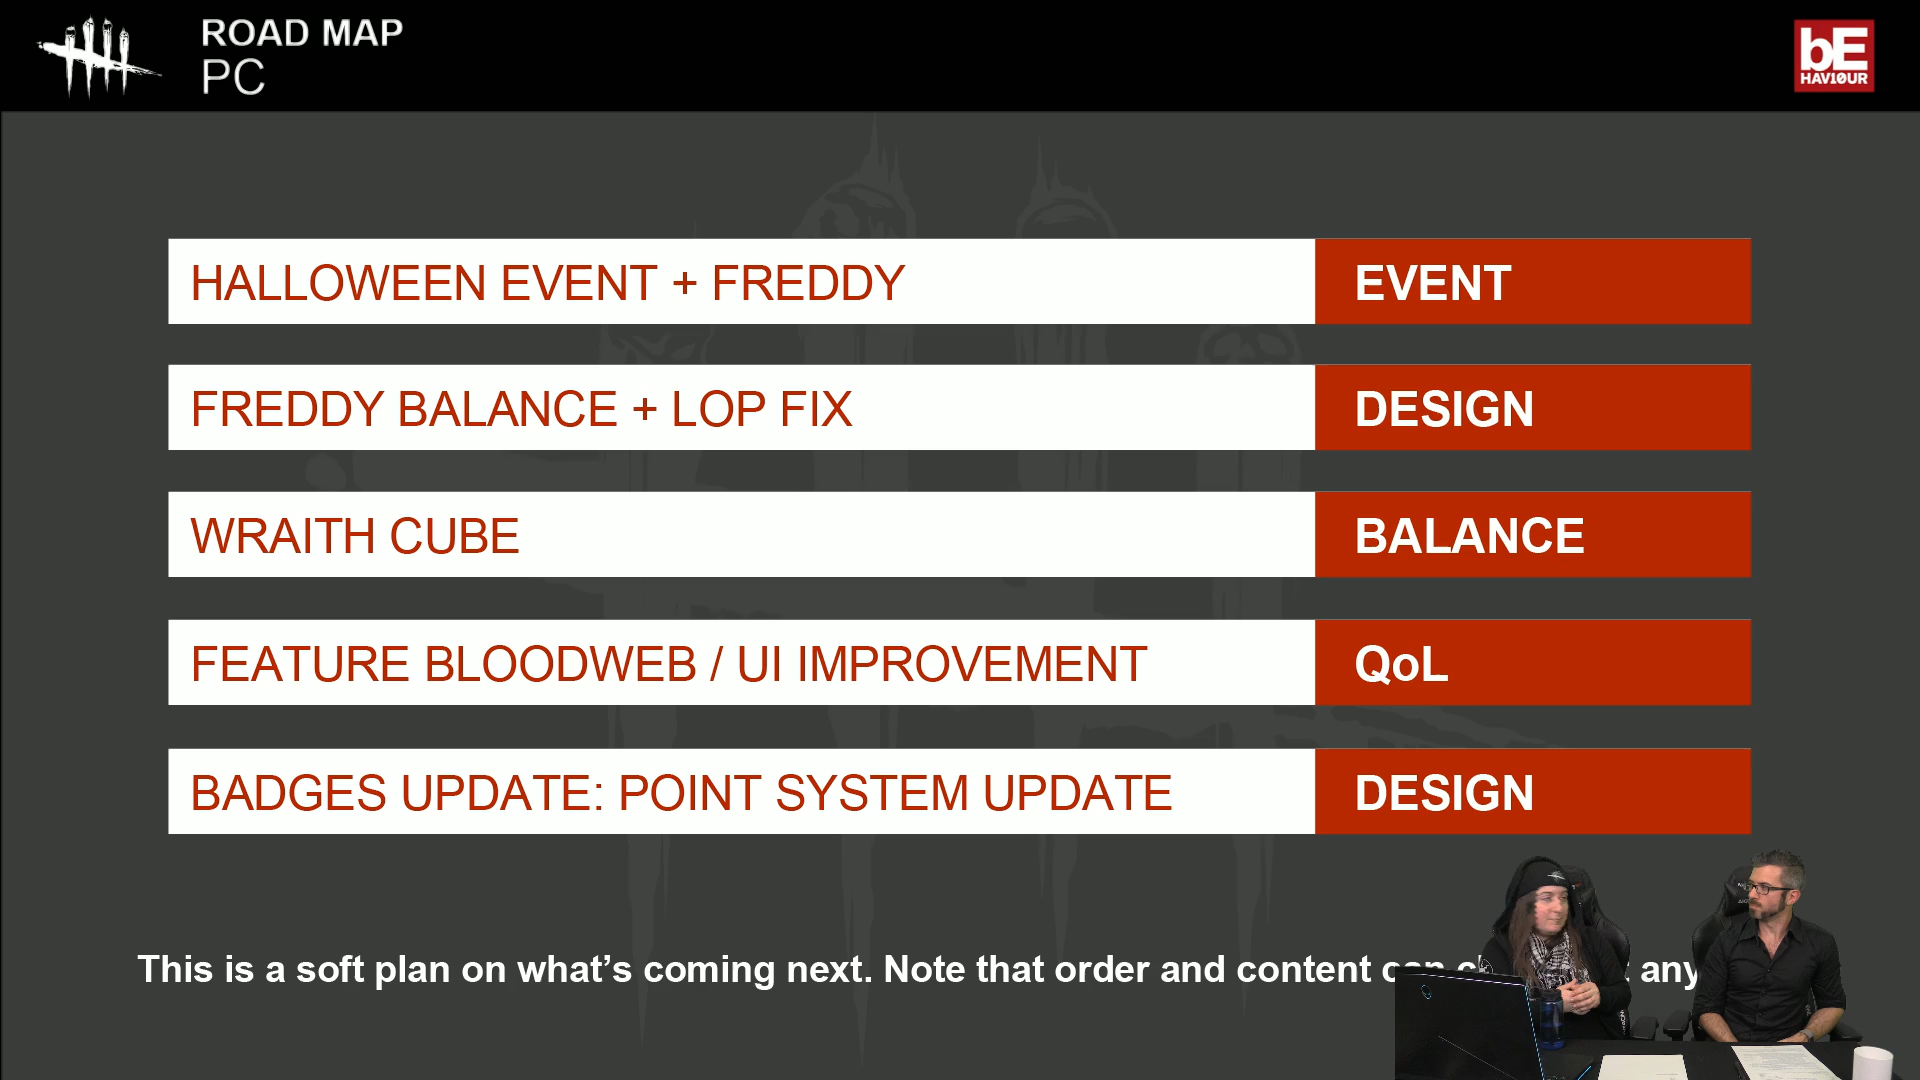 ROAD MAP
PC
bE
HAVIOUR
HALLOWEEN EVENT + FREDDY
EVENT
FREDDY BALANCE + LOP FIX
DESIGN
WRAITH CUBE
BALANCE
FEATURE BLOODWEB / UI IMPROVEMENT
QoL
BADGES UPDATE: POINT SYSTEM UPDATE
DESIGN
This is a soft plan on what’s coming next. Note that order and content can any